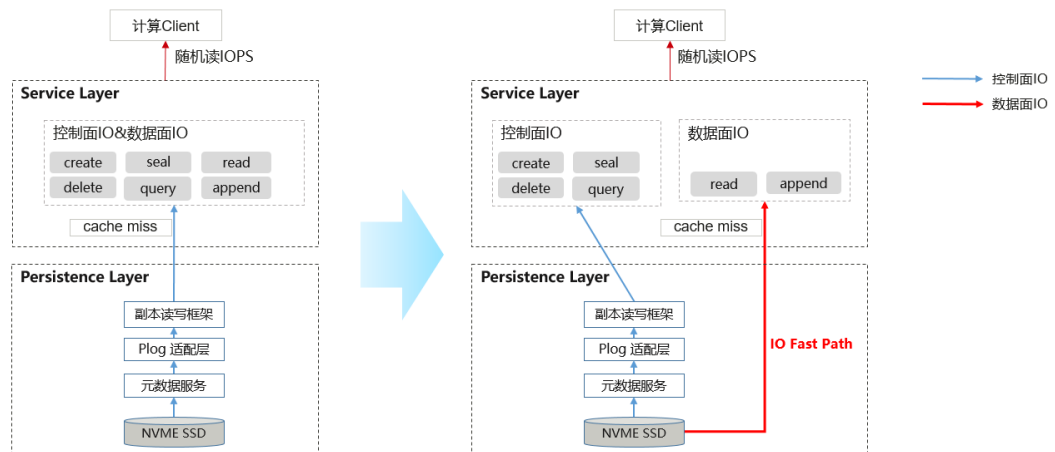 计算Client
随机读IOPS
Service Layer
控制面IO&数据面IO
create
seal
read
delete
query
append
cache miss
Persistence Layer
副本读写框架
Plog 适配层
元数据服务
NVME SSD
计算Client
随机读IOPS
Service Layer
控制面IO
create
seal
delete
query
数据面IO
read
append
cache miss
Persistence Layer
副本读写框架
Plog 适配层
元数据服务
NVME SSD
IO Fast Path
控制面IO
数据面IO